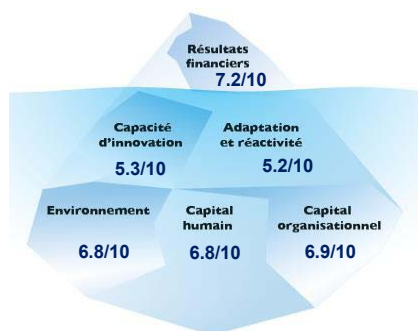 Résultats
financiers
7.2/10
Capacité
d'innovation
5.3/10
Adaptation
et réactivité
5.2/10
Environnement
6.8/10
Capital
humain
6.8/10
Capital
organisationnel
6.9/10